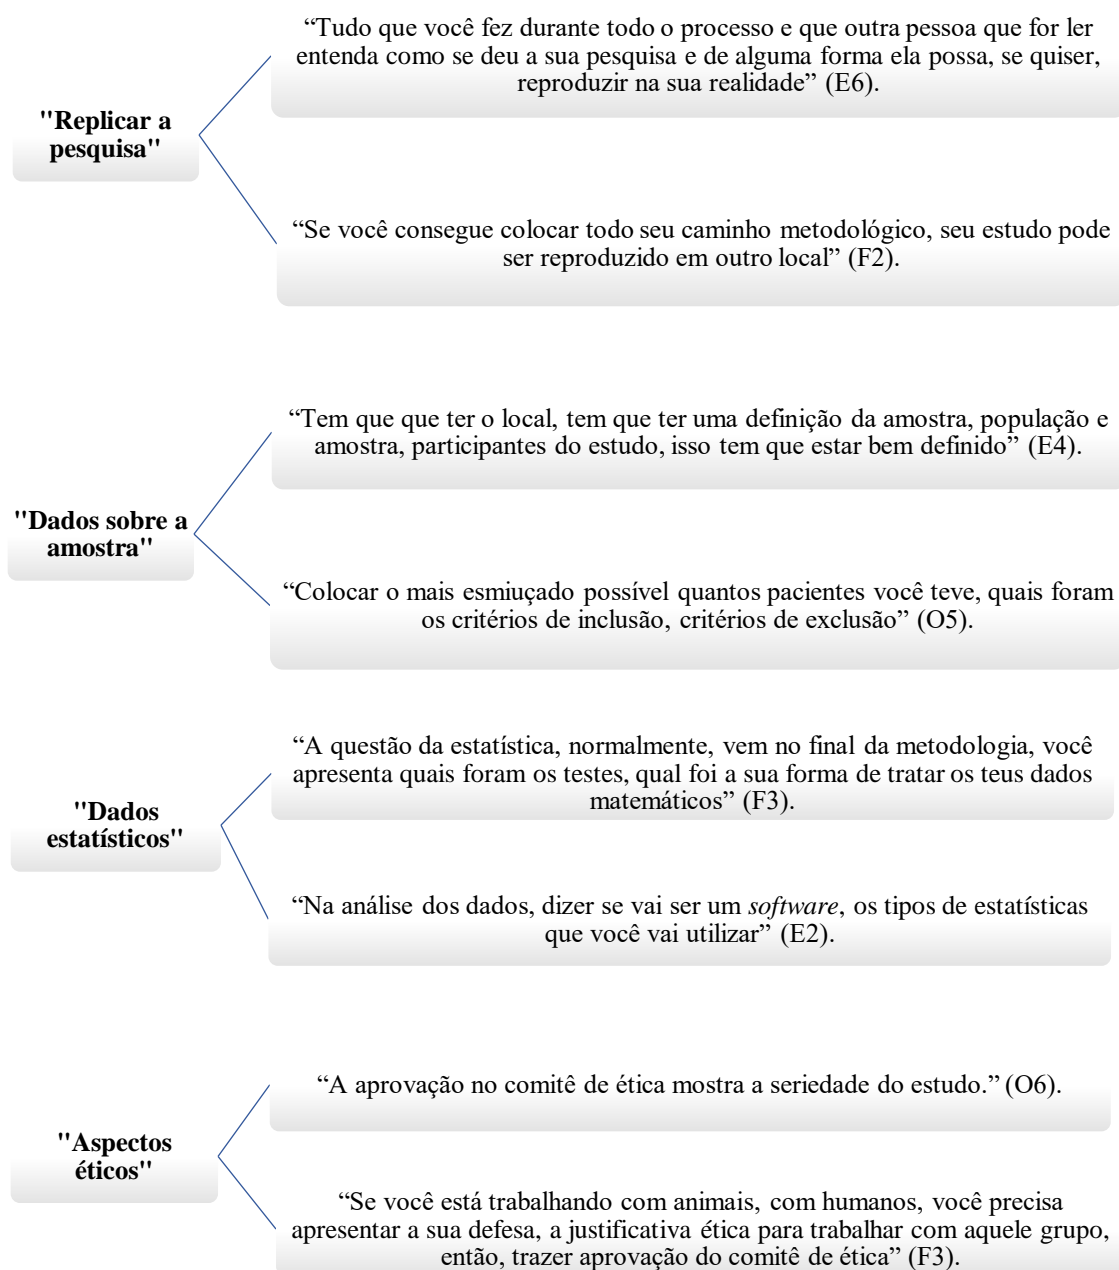 “Tudo que você fez durante todo o processo e que outra pessoa que for ler
entenda como se deu a sua pesquisa e de alguma forma ela possa, se quiser,
reproduzir na sua realidade” (E6).
"Replicar a
pesquisa"
“Se você consegue colocar todo seu caminho metodológico, seu estudo pode
ser reproduzido em outro local” (F2).
“Tem que que ter o local, tem que ter uma definição da amostra, população e
amostra, participantes do estudo, isso tem que estar bem definido” (E4).
"Dados sobre a
amostra"
“Colocar o mais esmiuçado possível quantos pacientes você teve, quais foram
os critérios de inclusão, critérios de exclusão” (O5).
“A questão da estatística, normalmente, vem no final da metodologia, você
apresenta quais foram os testes, qual foi a sua forma de tratar os teus dados
matemáticos” (F3).
"Dados
estatísticos"
“Na análise dos dados, dizer se vai ser um software, os tipos de estatísticas
que você vai utilizar” (E2).
“A aprovação no comitê de ética mostra a seriedade do estudo.” (O6).
"Aspectos
éticos"
“Se você está trabalhando com animais, com humanos, você precisa
apresentar a sua defesa, a justificativa ética para trabalhar com aquele grupo,
então, trazer aprovação do comitê de ética” (F3).